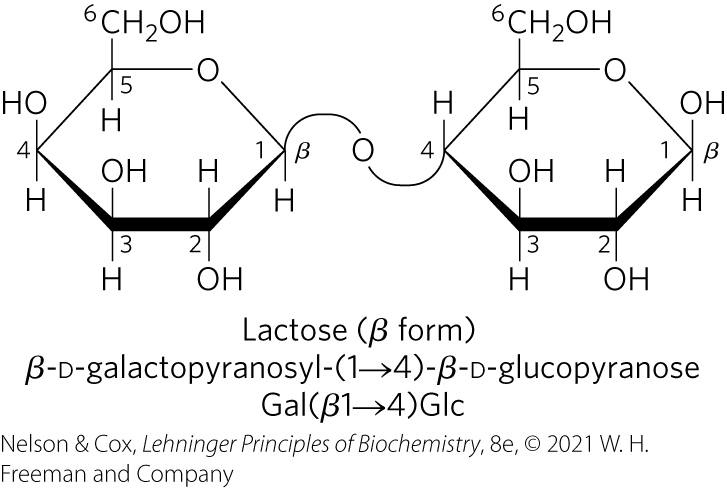 ⁶CH₂OH ⁶CH₂OH
5 O 5 O
HO H H H OH
4 1 β O 4 1 β
H OH H H OH H H
3 2 3 2
H OH H OH
Lactose (β form)
β-D-galactopyranosyl-(1→4)-β-D-glucopyranose
Gal(β1→4)Glc
Nelson & Cox, Lehninger Principles of Biochemistry, 8e, © 2021 W. H.
Freeman and Company